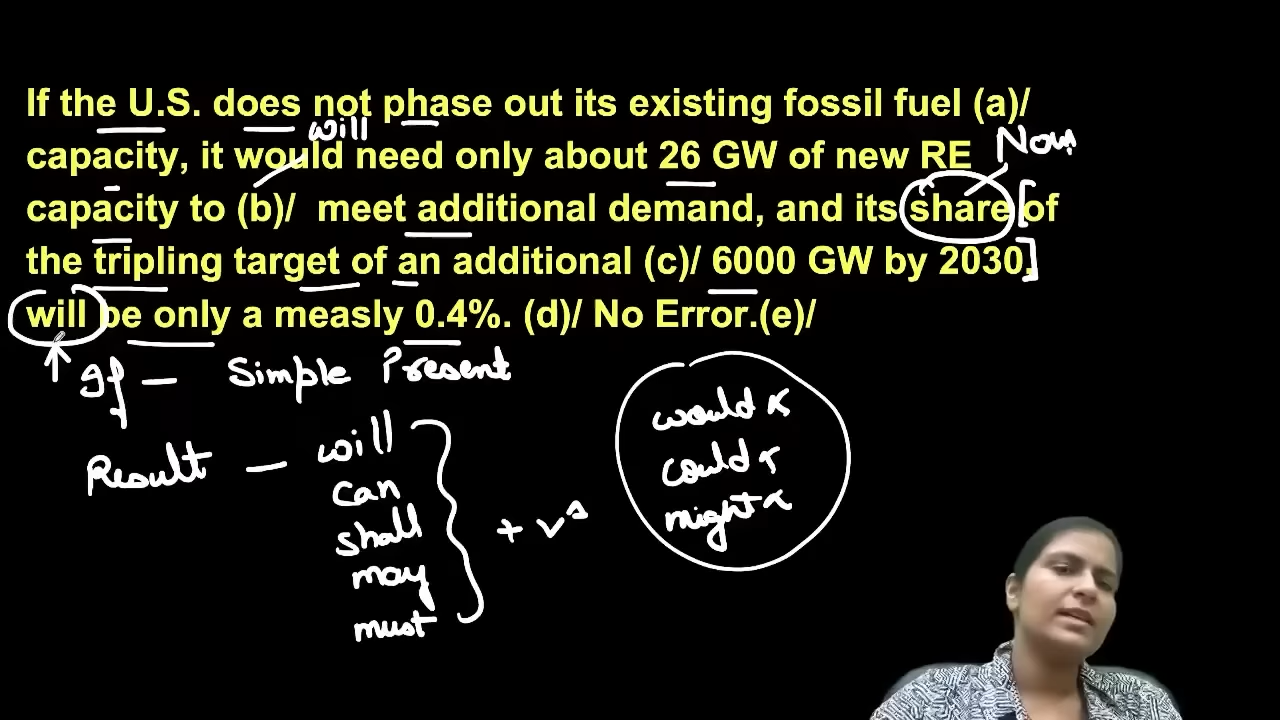 If the U.S. does not phase out its existing fossil fuel (a)/
will
capacity, it would need only about 26 GW of new RE
Noun
capacity to (b)/ meet additional demand, and its share [of
the tripling target of an additional (c)/ 6000 GW by 2030,]
will be only a measly 0.4%. (d)/ No Error.(e)/
If – Simple Present
Result – will
can
shall
may
must
+ v¹
would ×
could ×
might ×